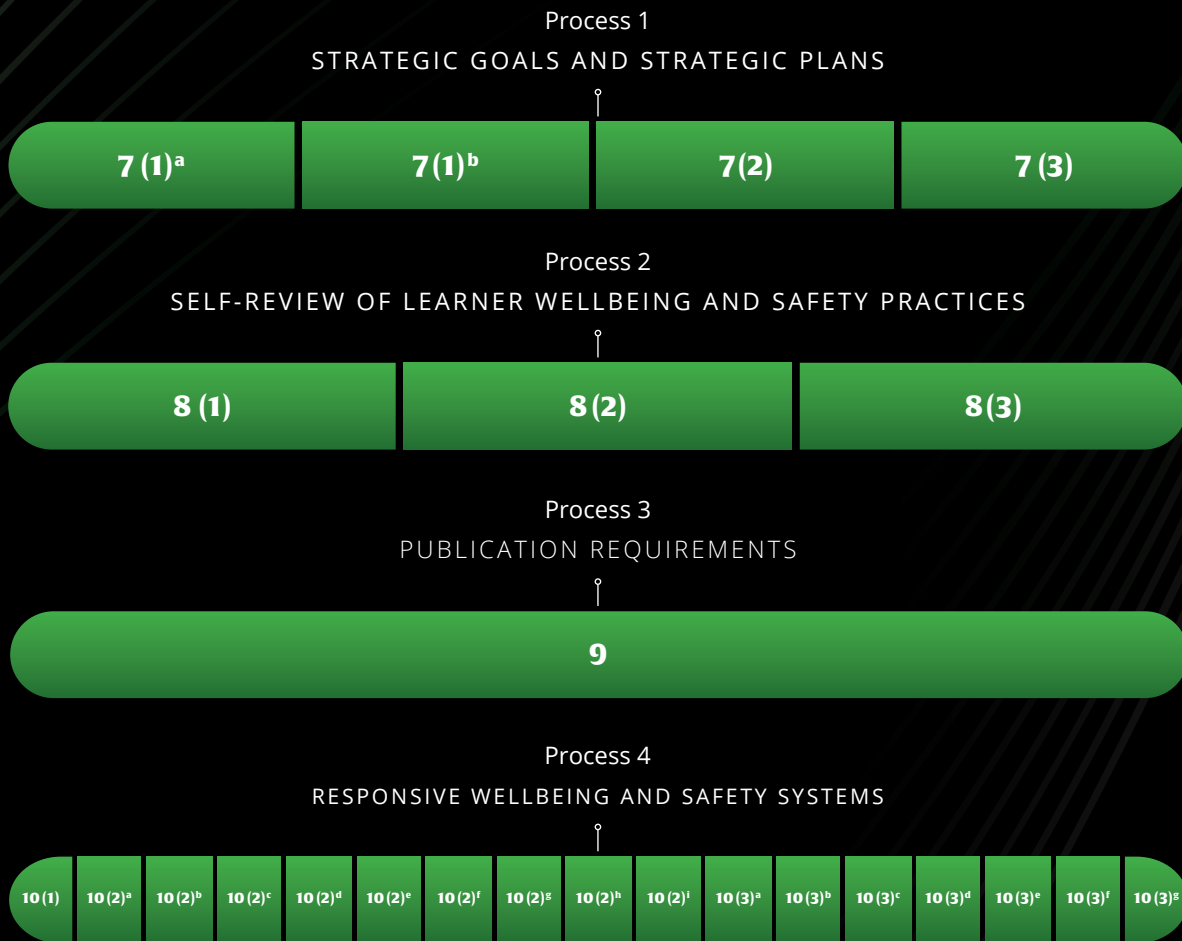 Process 1
STRATEGIC GOALS AND STRATEGIC PLANS
7 (1)ᵃ 7 (1)ᵇ 7(2) 7 (3)
Process 2
SELF-REVIEW OF LEARNER WELLBEING AND SAFETY PRACTICES
8 (1) 8 (2) 8 (3)
Process 3
PUBLICATION REQUIREMENTS
9
Process 4
RESPONSIVE WELLBEING AND SAFETY SYSTEMS
10 (1) 10 (2)ᵃ 10 (2)ᵇ 10 (2)ᶜ 10 (2)ᵈ 10 (2)ᵉ 10 (2)ᶠ 10 (2)ᵍ 10 (2)ʰ 10 (2)ⁱ 10 (3)ᵃ 10 (3)ᵇ 10 (3)ᶜ 10 (3)ᵈ 10 (3)ᵉ 10 (3)ᶠ 10 (3)ᵍ